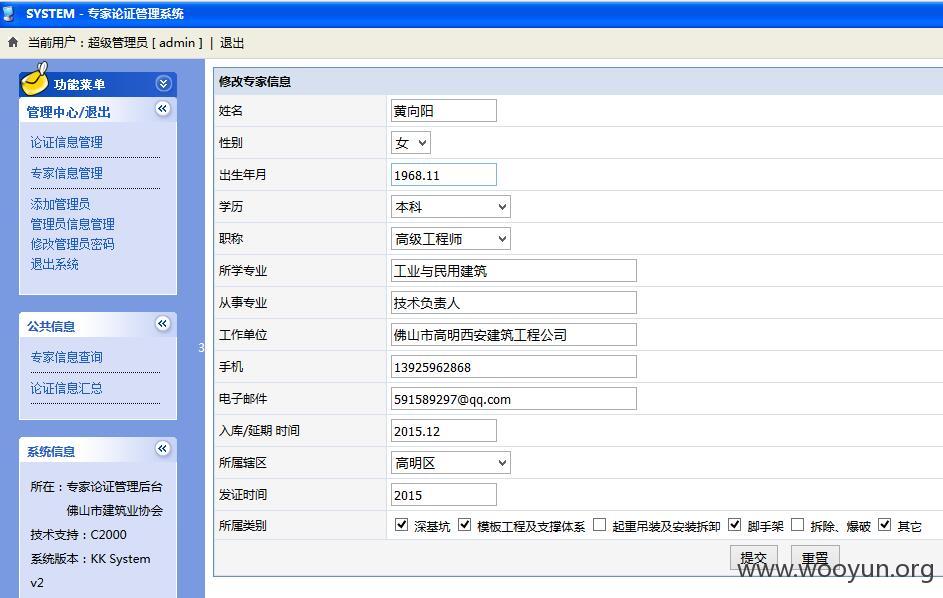 SYSTEM - 专家论证管理系统
当前用户：超级管理员 [ admin ] | 退出
功能菜单
管理中心/退出
论证信息管理
专家信息管理
添加管理员
管理员信息管理
修改管理员密码
退出系统
公共信息
专家信息查询
论证信息汇总
系统信息
所在：专家论证管理后台
佛山市建筑业协会
技术支持：C2000
系统版本：KK System
v2
3
修改专家信息
姓名 黄向阳
性别 女
出生年月 1968.11
学历 本科
职称 高级工程师
所学专业 工业与民用建筑
从事专业 技术负责人
工作单位 佛山市高明西安建筑工程公司
手机 13925962868
电子邮件 591589297@qq.com
入库/延期 时间 2015.12
所属辖区 高明区
发证时间 2015
所属类别 深基坑 模板工程及支撑体系 起重吊装及安装拆卸 脚手架 拆除、爆破 其它
提交 重置
www.wooyun.org